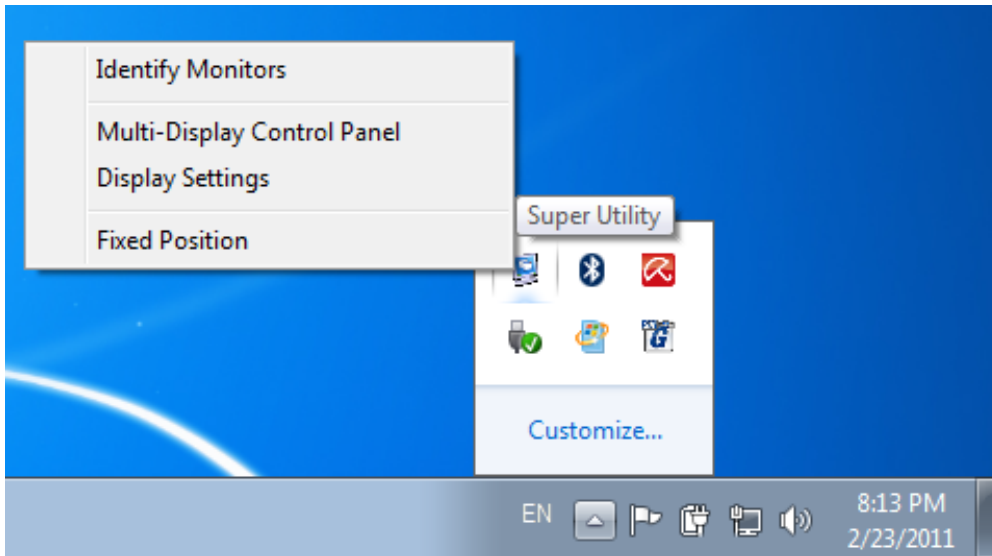 Identify Monitors
Multi-Display Control Panel
Display Settings
Fixed Position
Super Utility
Customize...
EN
8:13 PM
2/23/2011